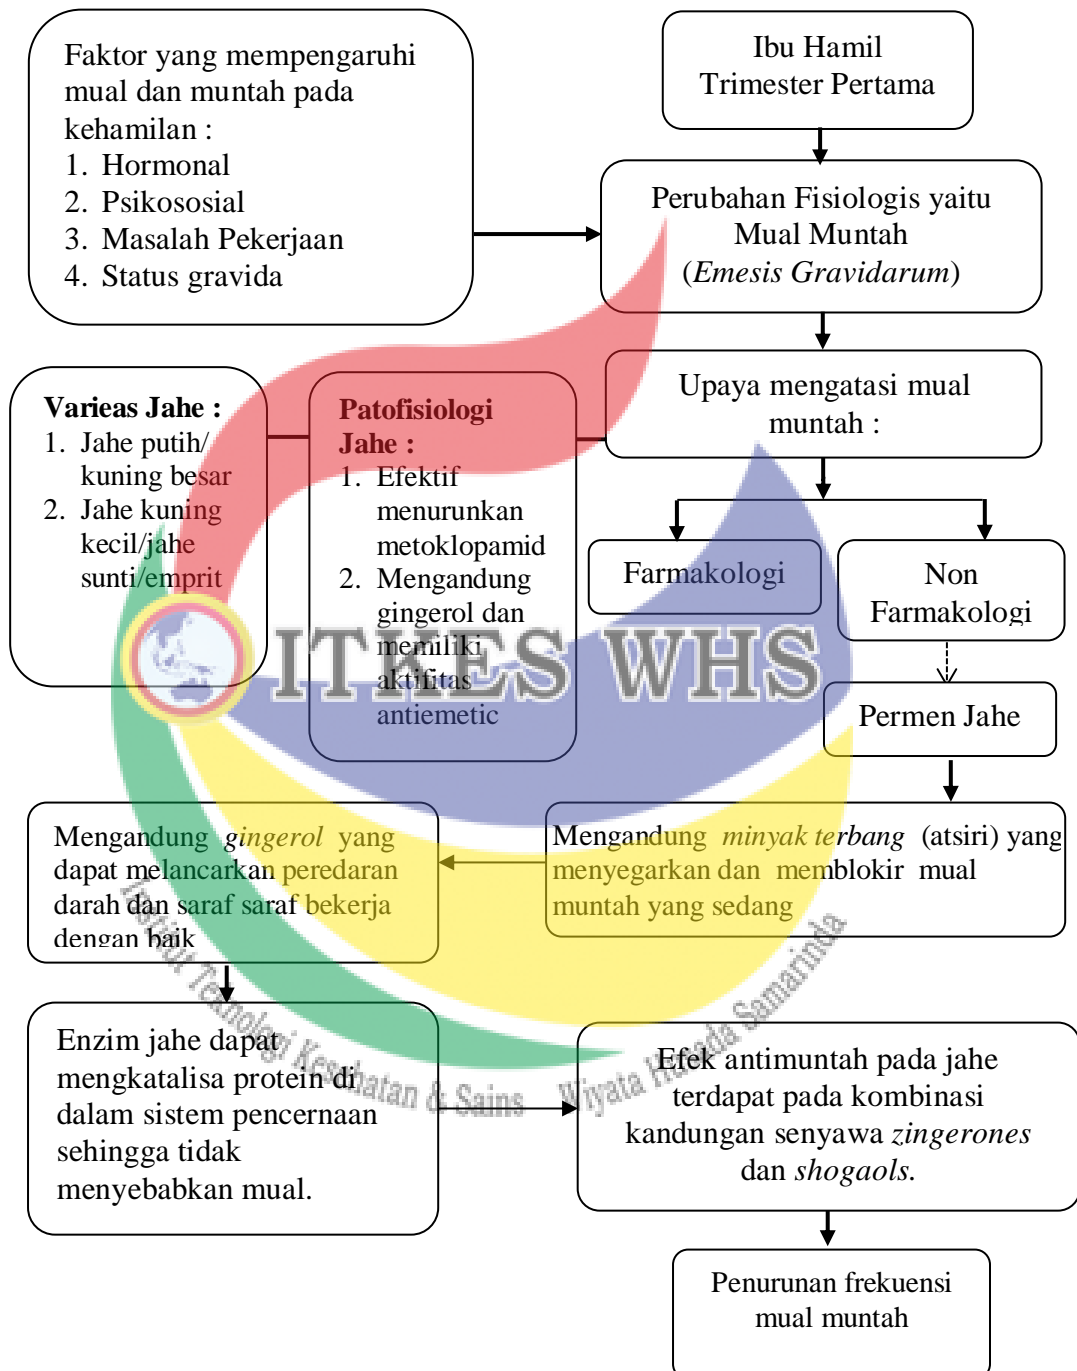 Faktor yang mempengaruhi
mual dan muntah pada
kehamilan :
1. Hormonal
2. Psikososial
3. Masalah Pekerjaan
4. Status gravida
Ibu Hamil
Trimester Pertama
Perubahan Fisiologis yaitu
Mual Muntah
(Emesis Gravidarum)
Varieas Jahe :
1. Jahe putih/
kuning besar
2. Jahe kuning
kecil/jahe
sunti/emprit
Patofisiologi
Jahe :
1. Efektif
menurunkan
metoklopamid
2. Mengandung
gingerol dan
memiliki
aktifitas
antiemetic
Upaya mengatasi mual
muntah :
Farmakologi
Non
Farmakologi
ITKES WHS
Permen Jahe
Mengandung gingerol yang
dapat melancarkan peredaran
darah dan saraf saraf bekerja
dengan baik
Mengandung minyak terbang (atsiri) yang
menyegarkan dan memblokir mual
muntah yang sedang
Institut Teknologi Kesehatan & Sains Wiyata Husada Samarinda
Enzim jahe dapat
mengkatalisa protein di
dalam sistem pencernaan
sehingga tidak
menyebabkan mual.
Efek antimuntah pada jahe
terdapat pada kombinasi
kandungan senyawa zingerones
dan shogaols.
Penurunan frekuensi
mual muntah